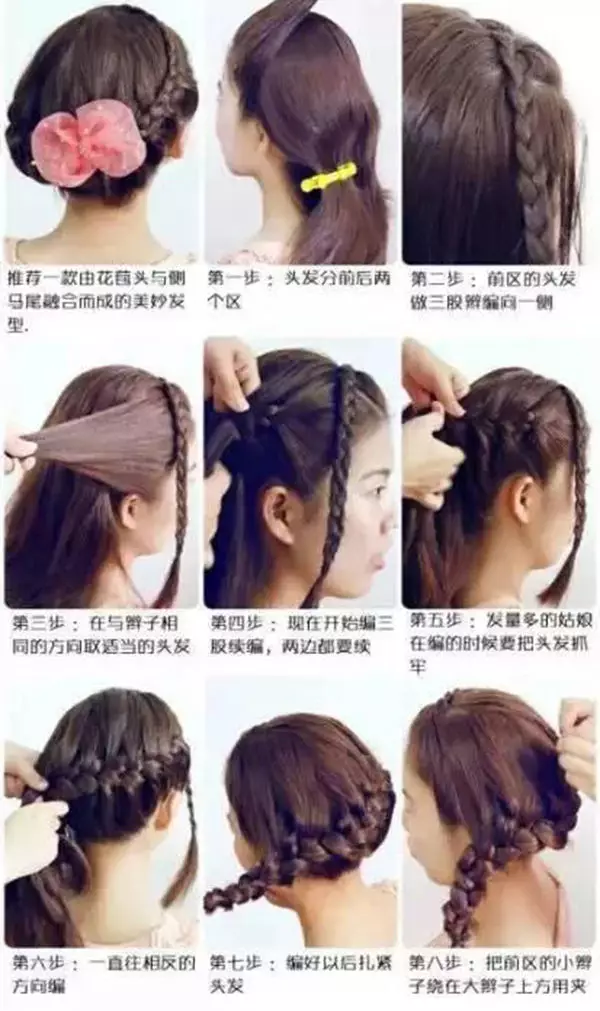 推荐一款由花苞头与侧
马尾融合而成的美妙发
型.
第一步：头发分前后两
个区
第二步：前区的头发
做三股辫编向一侧
第三步：在与辫子相
同的方向取适当的头发
第四步：现在开始编三
股续编，两边都要续
第五步：发量多的姑娘
在编的时候要把头发抓
牢
第六步：一直往相反的
方向编
第七步：编好以后扎紧
头发
第八步：把前区的小辫
子绕在大辫子上方用夹